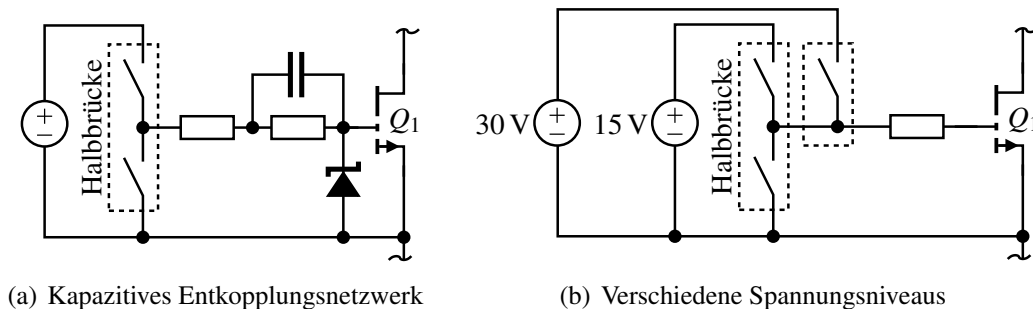 Halbbrücke
+
−
Q1
(a) Kapazitives Entkopplungsnetzwerk
30 V
+
−
15 V
+
−
Halbbrücke
Q1
(b) Verschiedene Spannungsniveaus